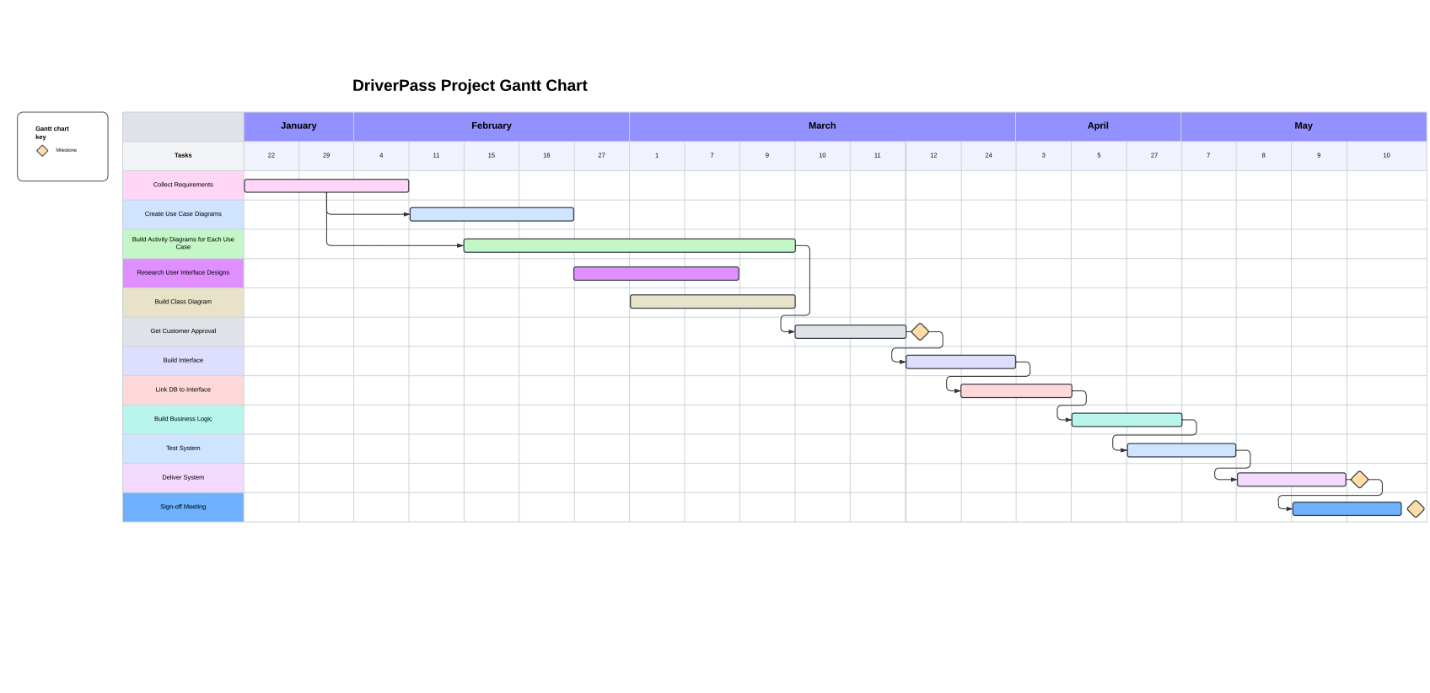 DriverPass Project Gantt Chart
Gantt chart
key
Milesone
January February March April May
Tasks 22 29 4 11 15 18 27 1 7 9 10 11 12 24 3 5 27 7 8 9 10
Collect Requirements
Create Use Case Diagrams
Build Activity Diagrams for Each Use
Case
Research User Interface Designs
Build Class Diagram
Get Customer Approval
Build Interface
Link DB to Interface
Build Business Logic
Test System
Deliver System
Sign-off Meeting